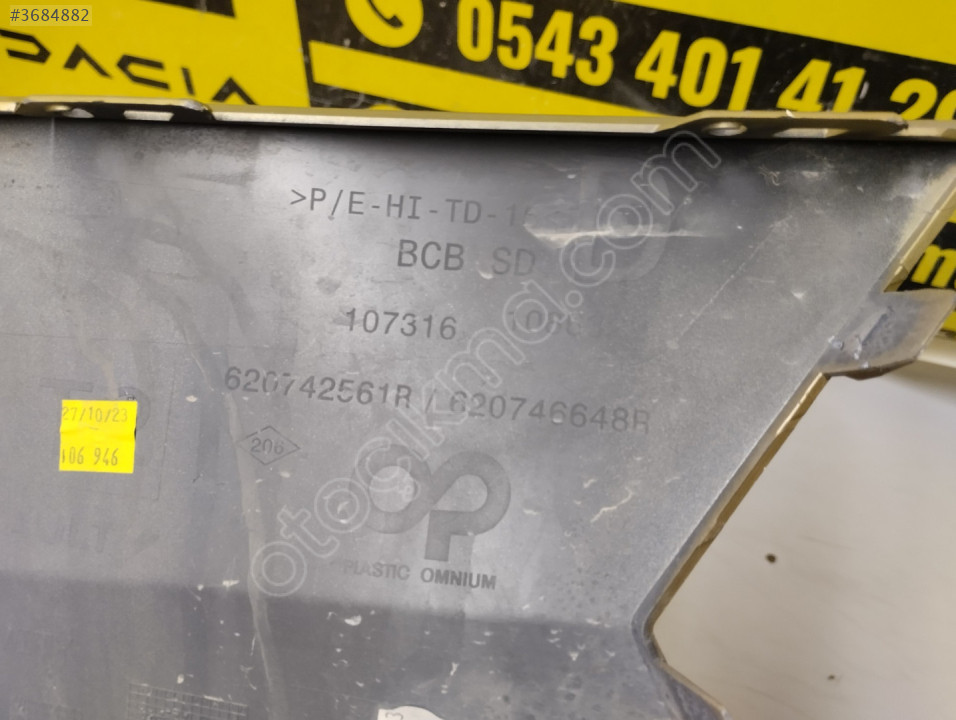 #3684882
DACIA
0543 401 41
>P/E-HI-TD-
BCB SD
107316
620742561R / 620746648R
206
27/10/23
106 946
PLASTIC OMNIUM
otocikmd.com